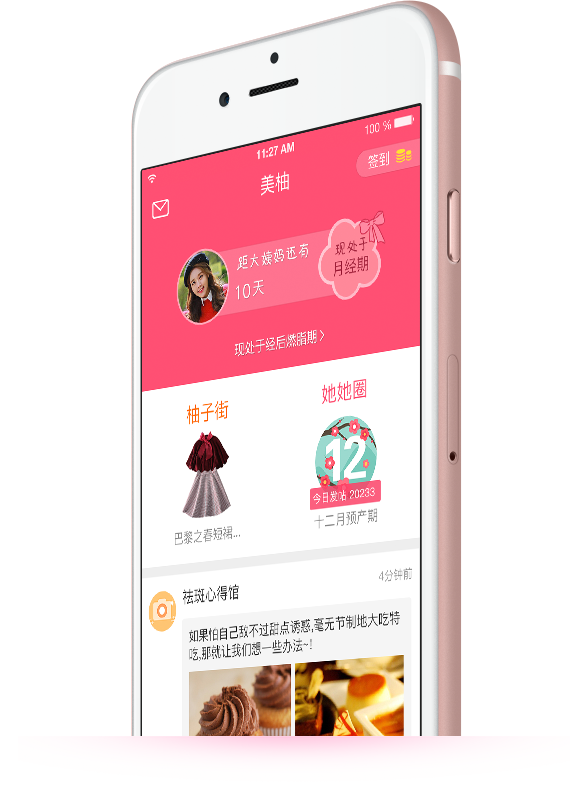 100 %
11:27 AM
美柚
签到
距大姨妈还有
10天
现处于
月经期
现处于经后燃脂期 >
柚子街
她她圈
12
今日发帖 20233
巴黎之春短裙...
十二月预产期
祛斑心得馆
4分钟前
如果怕自己敌不过甜点诱惑,毫无节制地大吃特
吃,那就让我们想一些办法~!